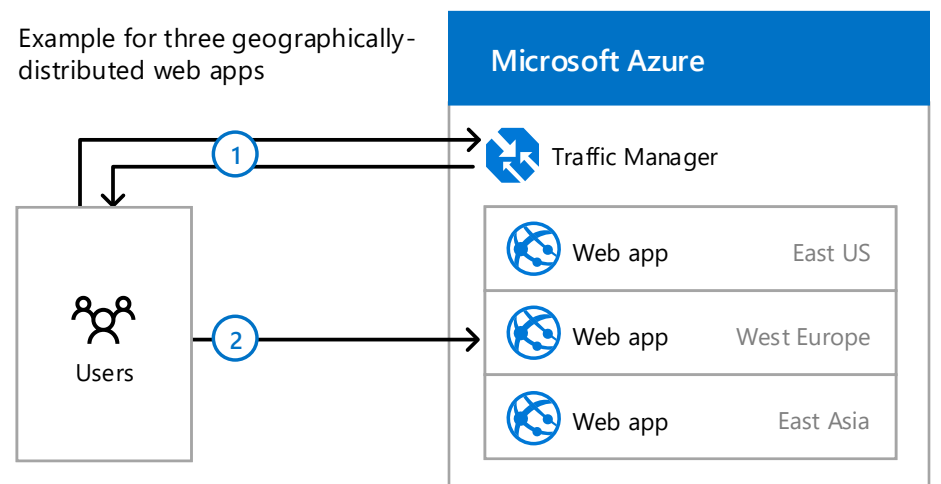 Example for three geographically-
distributed web apps
Microsoft Azure
1
Traffic Manager
Web app East US
2
Web app West Europe
Users
Web app East Asia